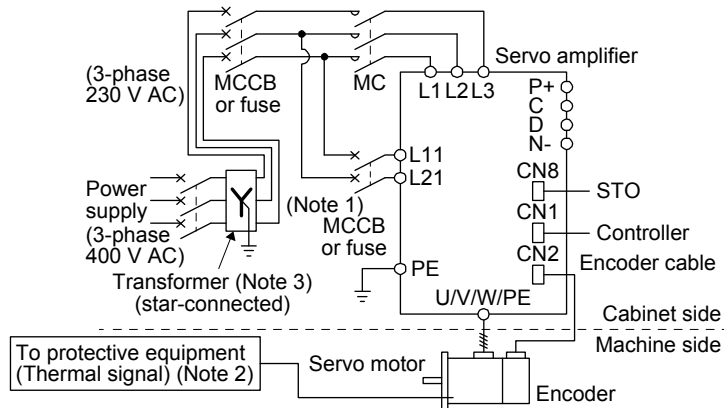 (3-phase
230 V AC)
MCCB
or fuse
MC
Servo amplifier
L1 L2 L3
P+
C
D
N-
L11
L21
CN8
STO
CN1
Controller
CN2
Encoder cable
Power
supply
(3-phase
400 V AC)
(Note 1)
MCCB
or fuse
Transformer (Note 3)
(star-connected)
PE
U/V/W/PE
Cabinet side
Machine side
To protective equipment
(Thermal signal) (Note 2)
Servo motor
Encoder